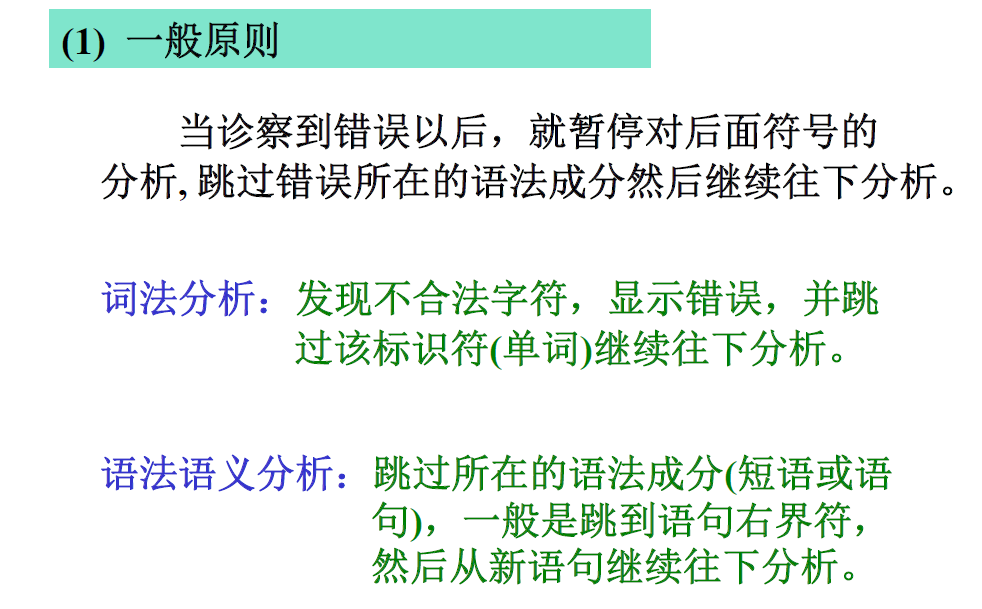 (1) 一般原则
当诊察到错误以后，就暂停对后面符号的
分析, 跳过错误所在的语法成分然后继续往下分析。
词法分析：发现不合法字符，显示错误，并跳
过该标识符(单词)继续往下分析。
语法语义分析：跳过所在的语法成分(短语或语
句)，一般是跳到语句右界符，
然后从新语句继续往下分析。